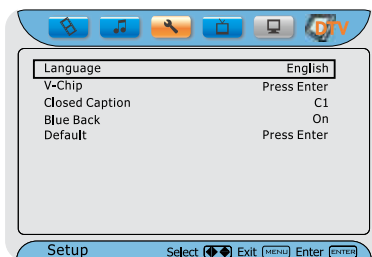 DTV
Language English
V-Chip Press Enter
Closed Caption C1
Blue Back On
Default Press Enter
Setup Select Exit MENU Enter ENTER